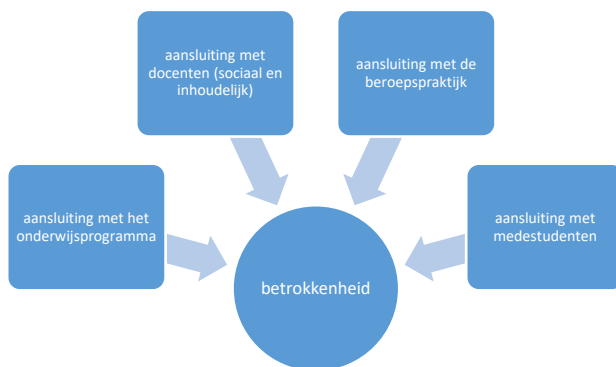 aansluiting met
docenten (sociaal en
inhoudelijk)
aansluiting met de
beroepspraktijk
aansluiting met het
onderwijsprogramma
aansluiting met
medestudenten
betrokkenheid